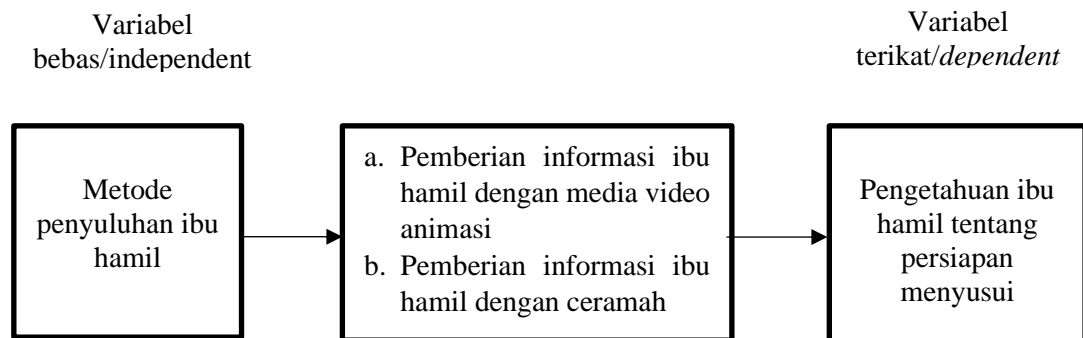 Variabel
bebas/independent
Variabel
terikat/dependent
Metode
penyuluhan ibu
hamil
a. Pemberian informasi ibu
hamil dengan media video
animasi
b. Pemberian informasi ibu
hamil dengan ceramah
Pengetahuan ibu
hamil tentang
persiapan
menyusui